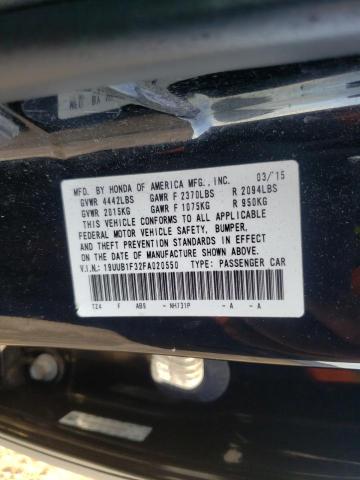 MFD. BY HONDA OF AMERICA MFG., INC. 03/'15
GVWR 4442LBS GAWR F 2370LBS R 2094LBS
GVWR 2015KG GAWR F 1075KG R 950KG
THIS VEHICLE CONFORMS TO ALL APPLICABLE
FEDERAL MOTOR VEHICLE SAFETY, BUMPER,
AND THEFT PREVENTION STANDARDS IN EFFECT
ON THE DATE OF MANUFACTURE SHOWN ABOVE.
V.I.N.: 19UUB1F32FA020550 TYPE: PASSENGER CAR
TZ4 F AB9 - NH731P - A - A